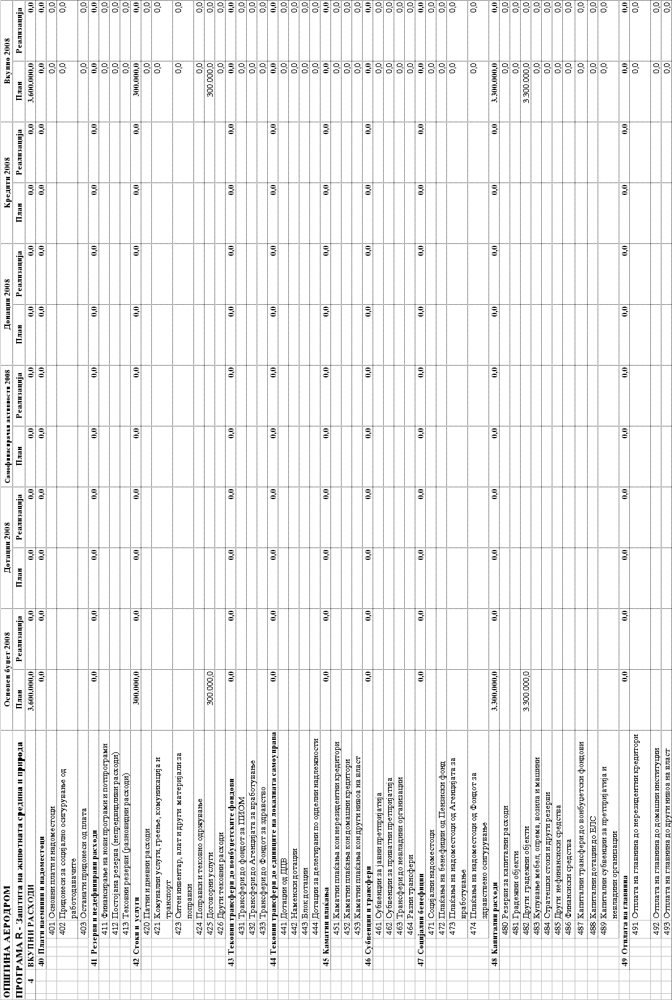 ОПШТИНА АЕРОДРОМ Основен буџет 2008 Дотации 2008 Самофинасирачки активности 2008 Донации 2008 Кредити 2008 Вкупно 2008
ПРОГРАМА R - Заштита на животната средина и природа План Реализација План Реализација План Реализација План Реализација План Реализација План Реализација
4 ВКУПНИ РАСХОДИ 3.600.000,0 0,0 0,0 0,0 0,0 0,0 0,0 0,0 0,0 0,0 3.600.000,0 0,0
40 Плати наемнини и надоместоци 0,0 0,0 0,0 0,0 0,0 0,0 0,0 0,0 0,0 0,0 0,0 0,0
401 Основни плати и надоместоци 0,0 0,0
402 Придонеси за социјално осигурување од 0,0 0,0
работодавачите
403 Останати придонеси од плата 0,0 0,0
41 Резерви и недефинирани расходи 0,0 0,0 0,0 0,0 0,0 0,0 0,0 0,0 0,0 0,0 0,0 0,0
411 Финансирање на нови програми и потпрограми 0,0 0,0
412 Постојана резерва (непредвидливи расходи) 0,0 0,0
413 Тековни резерви (разновидни расходи) 0,0 0,0
42 Стоки и услуги 300.000,0 0,0 0,0 0,0 0,0 0,0 0,0 0,0 0,0 0,0 300.000,0 0,0
420 Патни и дневни расходи 0,0 0,0
421 Комунални услуги, греење, комуникација и 0,0 0,0
транспорт
423 Ситен инвентар, алат и други материјали за 0,0 0,0
поправки
424 Поправки и тековно одржување 0,0 0,0
425 Договорни услуги 300.000,0 300.000,0 0,0
426 Други тековни расходи 0,0 0,0
43 Тековни трансфери до вонбуџетските фондови 0,0 0,0 0,0 0,0 0,0 0,0 0,0 0,0 0,0 0,0 0,0 0,0
431 Трансфери до фондот за ПИОМ 0,0 0,0
432 Трансфери до Агенцијата за вработување 0,0 0,0
433 Трансфери до Фондот за здравство 0,0 0,0
44 Тековни трансфери до единиците на локалната самоуправа 0,0 0,0 0,0 0,0 0,0 0,0 0,0 0,0 0,0 0,0 0,0 0,0
441 Дотации од ДДВ 0,0 0,0
442 Наменски дотации 0,0 0,0
443 Блок дотации 0,0 0,0
444 Дотации за делегирани по одделни надлежности 0,0 0,0
45 Каматни плаќања 0,0 0,0 0,0 0,0 0,0 0,0 0,0 0,0 0,0 0,0 0,0 0,0
451 Каматни плаќања кон нерезидентни кредитори 0,0 0,0
452 Каматни плаќања кон домашни кредитори 0,0 0,0
453 Каматни плаќања кон други нивоа на власт 0,0 0,0
46 Субвенции и трансфери 0,0 0,0 0,0 0,0 0,0 0,0 0,0 0,0 0,0 0,0 0,0 0,0
461 Субвенции за јавни претпријатија 0,0 0,0
462 Субвенции за приватни претпријатија 0,0 0,0
463 Трансфери до невладини организации 0,0 0,0
464 Разни трансфери 0,0 0,0
47 Социјални бенефиции 0,0 0,0 0,0 0,0 0,0 0,0 0,0 0,0 0,0 0,0 0,0 0,0
471 Социјални надоместоци 0,0 0,0
472 Плаќања на бенефиции од Пензиски фонд 0,0 0,0
473 Плаќања на надоместоци од Агенцијата за 0,0 0,0
вработување
474 Плаќања на надоместоци од Фондот за 0,0 0,0
здравствено осигурување
48 Капитални расходи 3.300.000,0 0,0 0,0 0,0 0,0 0,0 0,0 0,0 0,0 0,0 3.300.000,0 0,0
480 Резерви за капитални расходи 0,0 0,0
481 Градежни објекти 0,0 0,0
482 Други градежни објекти 3.300.000,0 3.300.000,0 0,0
483 Купување мебел, опрема, возила и машини 0,0 0,0
484 Стратешки стоки и други резерви 0,0 0,0
485 Други нефинансиски средства 0,0 0,0
486 Финансиски средства 0,0 0,0
487 Капитални трансфери до вонбуџетски фондови 0,0 0,0
488 Капитални дотации до ЕЛС 0,0 0,0
489 Капитални субвенции за претпријатија и 0,0 0,0
невладини организации
49 Отплата на главнина 0,0 0,0 0,0 0,0 0,0 0,0 0,0 0,0 0,0 0,0 0,0 0,0
491 Отплата на главнина до нерезидентни кредитори 0,0 0,0
492 Отплата на главнина до домашни институции 0,0 0,0
493 Отплата на главнина до други нивоа на власт 0,0 0,0